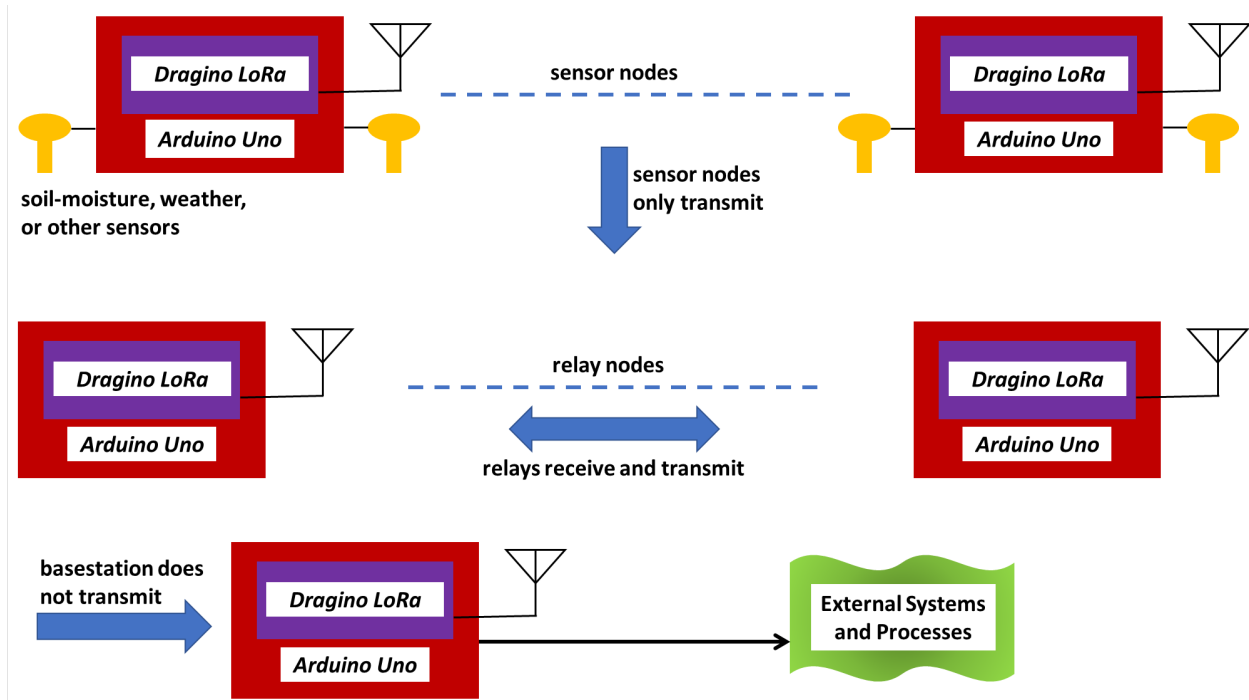 Dragino LoRa
Arduino Uno
soil-moisture, weather,
or other sensors
sensor nodes
sensor nodes
only transmit
Dragino LoRa
Arduino Uno
Dragino LoRa
Arduino Uno
relay nodes
relays receive and transmit
Dragino LoRa
Arduino Uno
basestation does
not transmit
Dragino LoRa
Arduino Uno
External Systems
and Processes